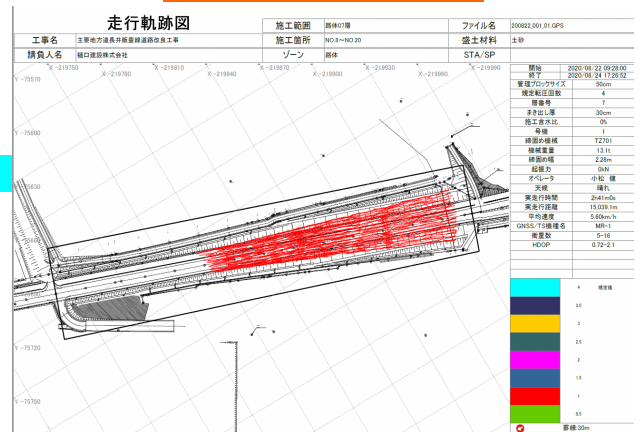 走行軌跡図
施工範囲 路体07層 ファイル名 200822_001_01.GPS
工事名 主要地方道長井飯豊線道路改良工事 施工箇所 NO.8～NO.20 盛土材料 土砂
請負人名 樋口建設株式会社 ゾーン 路体 STA/SP
X -219750
X -219780
X -219810
X -219840
X -219870
X -219900
X -219930
X -219960
X -219990
Y -75570
Y -75600
Y -75630
Y -75660
Y -75720
Y -75750
開始 2020/08/22 09:28:00
終了 2020/08/24 17:26:52
管理ブロックサイズ 50cm
規定転圧回数 4
層番号 7
まき出し厚 30cm
施工含水比 0%
号機 1
締固め機械 TZ701
機械重量 13.1t
締固め幅 2.28m
起振力 0kN
オペレータ 小松 健
天候 晴れ
実走行時間 2h41m0s
実走行距離 15,039.1m
平均速度 5.60km/h
GNSS/TS機種名 MR-1
衛星数 5-16
HDOP 0.72-2.1
4 規定値
3.5
3
2.5
2
1.5
1
0.5
罫線:30m